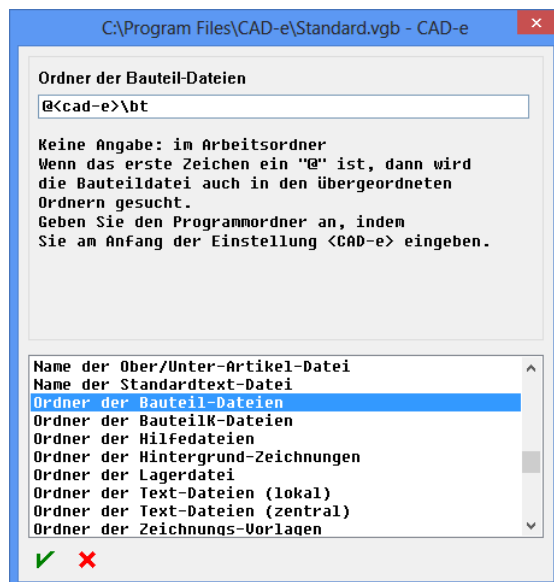 C:\Program Files\CAD-e\Standard.vgb - CAD-e
Ordner der Bauteil-Dateien
@<cad-e>\bt
Keine Angabe: im Arbeitsordner
Wenn das erste Zeichen ein "@" ist, dann wird
die Bauteildatei auch in den übergeordneten
Ordnern gesucht.
Geben Sie den Programmordner an, indem
Sie am Anfang der Einstellung <CAD-e> eingeben.
Name der Ober/Unter-Artikel-Datei
Name der Standardtext-Datei
Ordner der Bauteil-Dateien
Ordner der BauteilK-Dateien
Ordner der Hilfedateien
Ordner der Hintergrund-Zeichnungen
Ordner der Lagerdatei
Ordner der Text-Dateien (lokal)
Ordner der Text-Dateien (zentral)
Ordner der Zeichnungs-Vorlagen